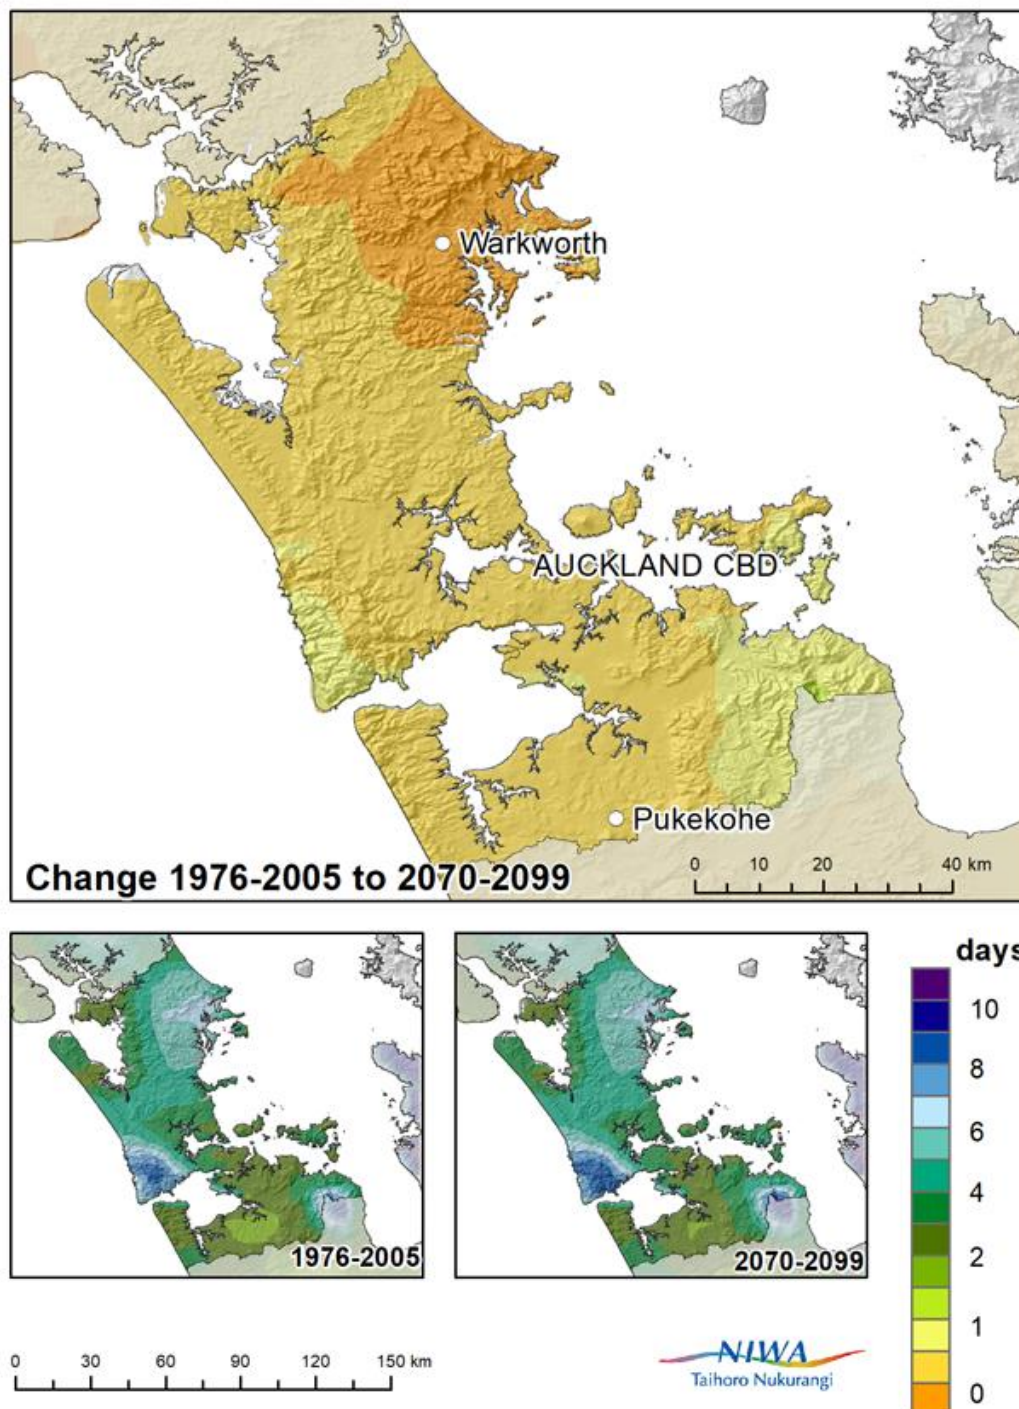 Warkworth
AUCKLAND CBD
Pukekohe
Change 1976-2005 to 2070-2099
0 10 20 40 km
1976-2005
2070-2099
days
10
8
6
4
2
1
0
0 30 60 90 120 150 km
NIWA
Taihoro Nukurangi